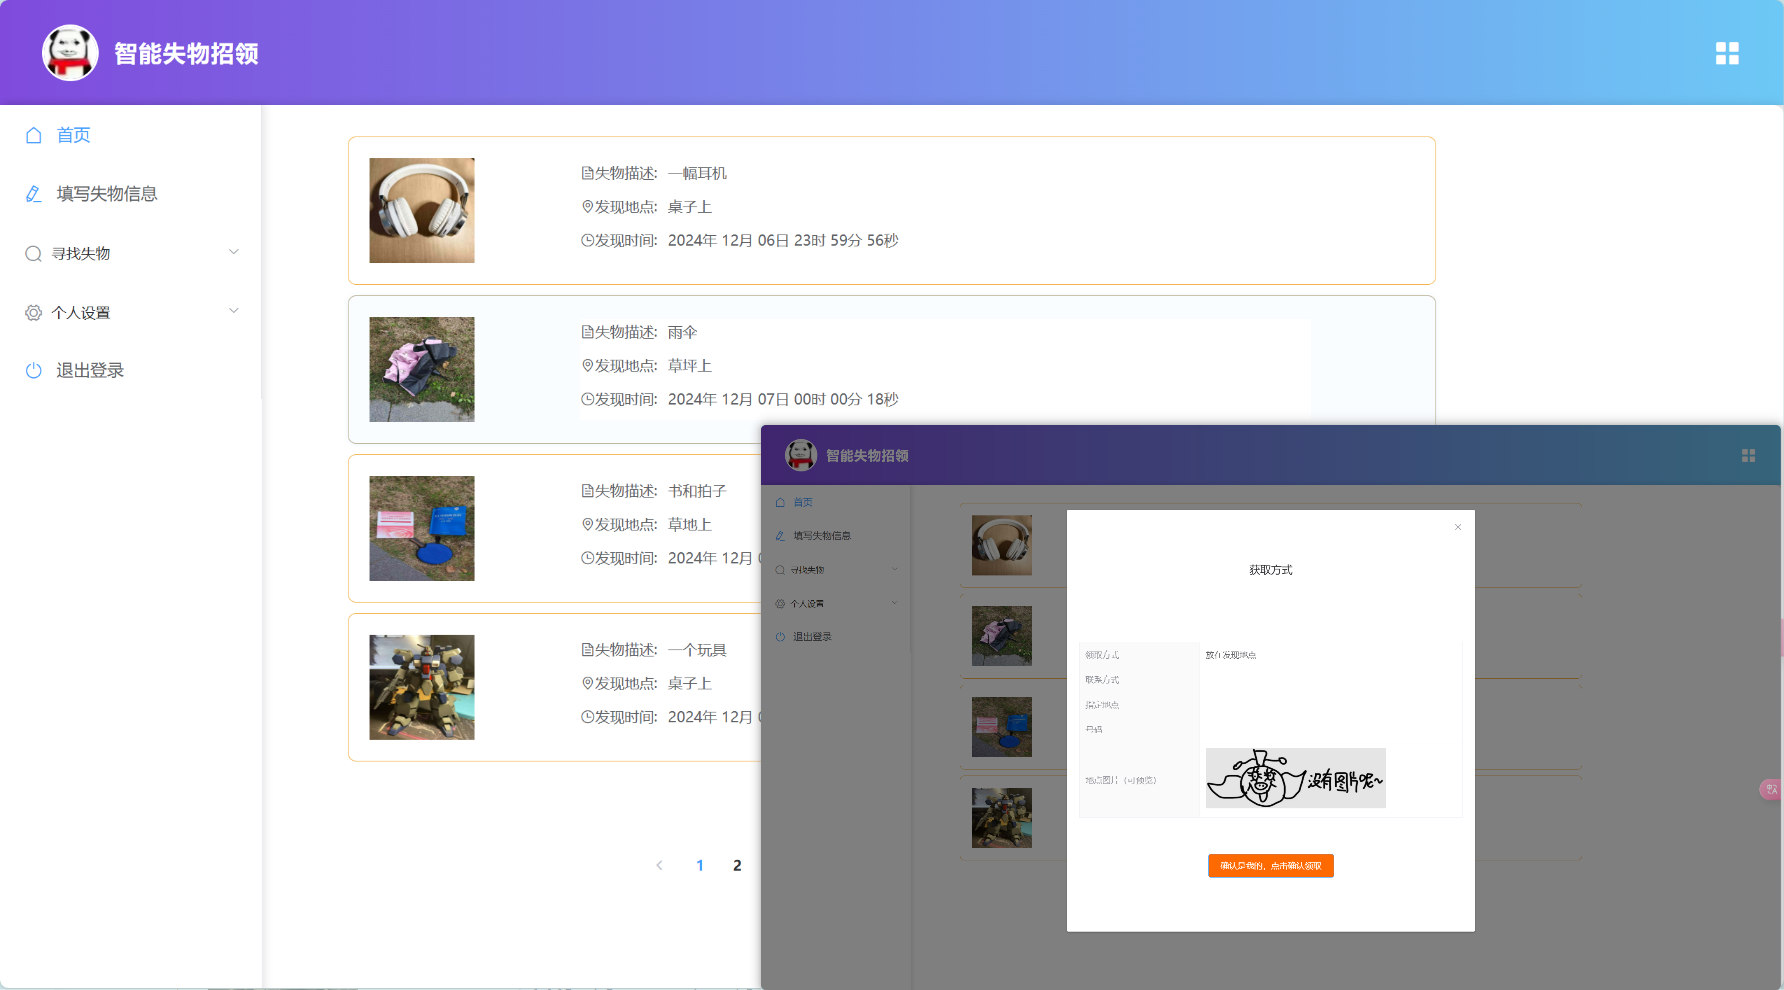 智能失物招领
首页
填写失物信息
寻找失物
个人设置
退出登录
失物描述: 一幅耳机
发现地点: 桌子上
发现时间: 2024年 12月 06日 23时 59分 56秒
失物描述: 雨伞
发现地点: 草坪上
发现时间: 2024年 12月 07日 00时 00分 18秒
失物描述: 书和拍子
发现地点: 草地上
发现时间: 2024年 12月
失物描述: 一个玩具
发现地点: 桌子上
发现时间: 2024年 12月
1 2
智能失物招领
首页
填写失物信息
寻找失物
个人设置
退出登录
获取方式
领取方式 放在发现地点
联系方式
指定地点
号码
地点图片（可预览） 没有图片呢~
确认是我的，点击确认领取